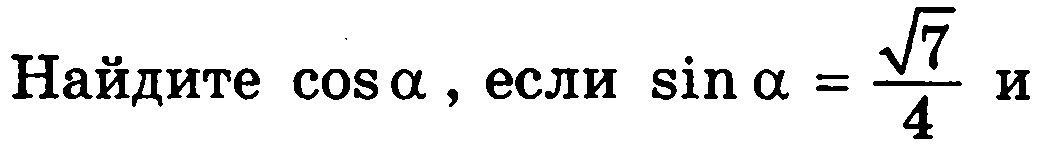 Найдите cos α, если sin α = √7/4 и